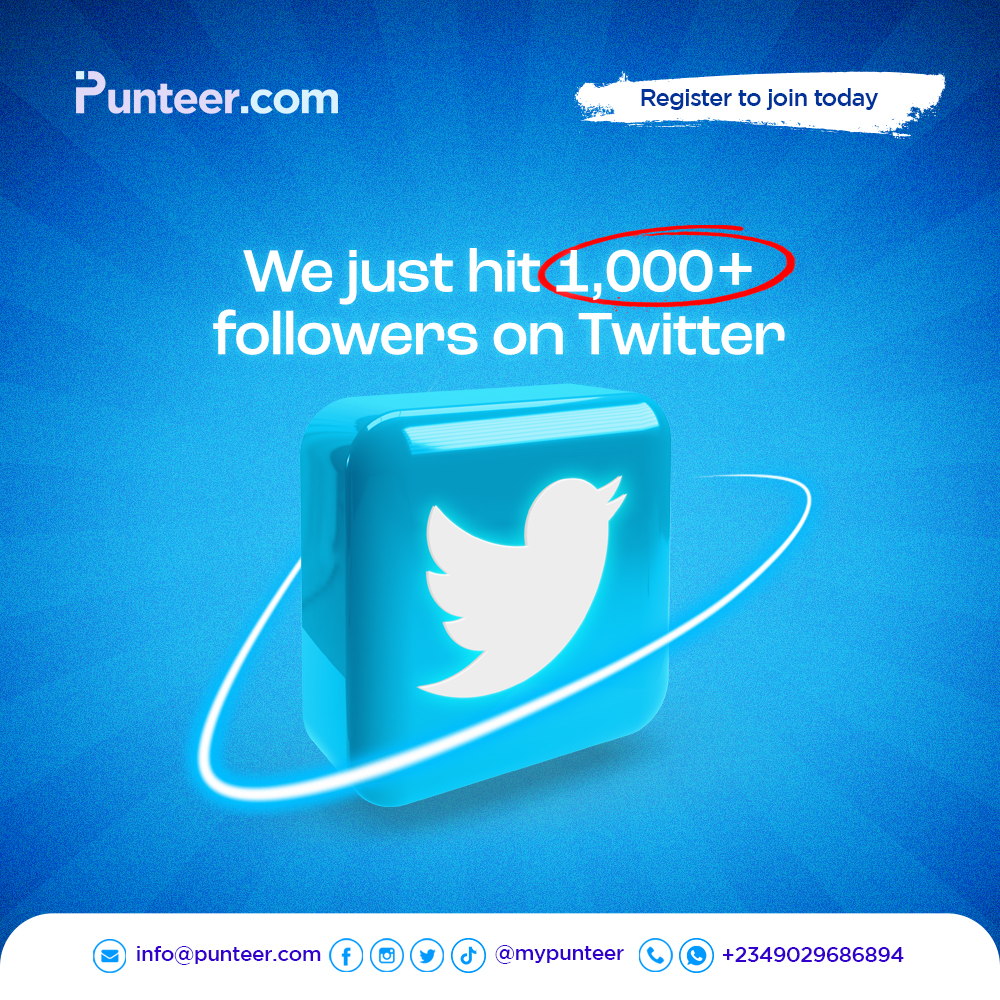 Punteer.com
Register to join today
We just hit 1,000+
followers on Twitter
info@punteer.com @mypunteer +2349029686894